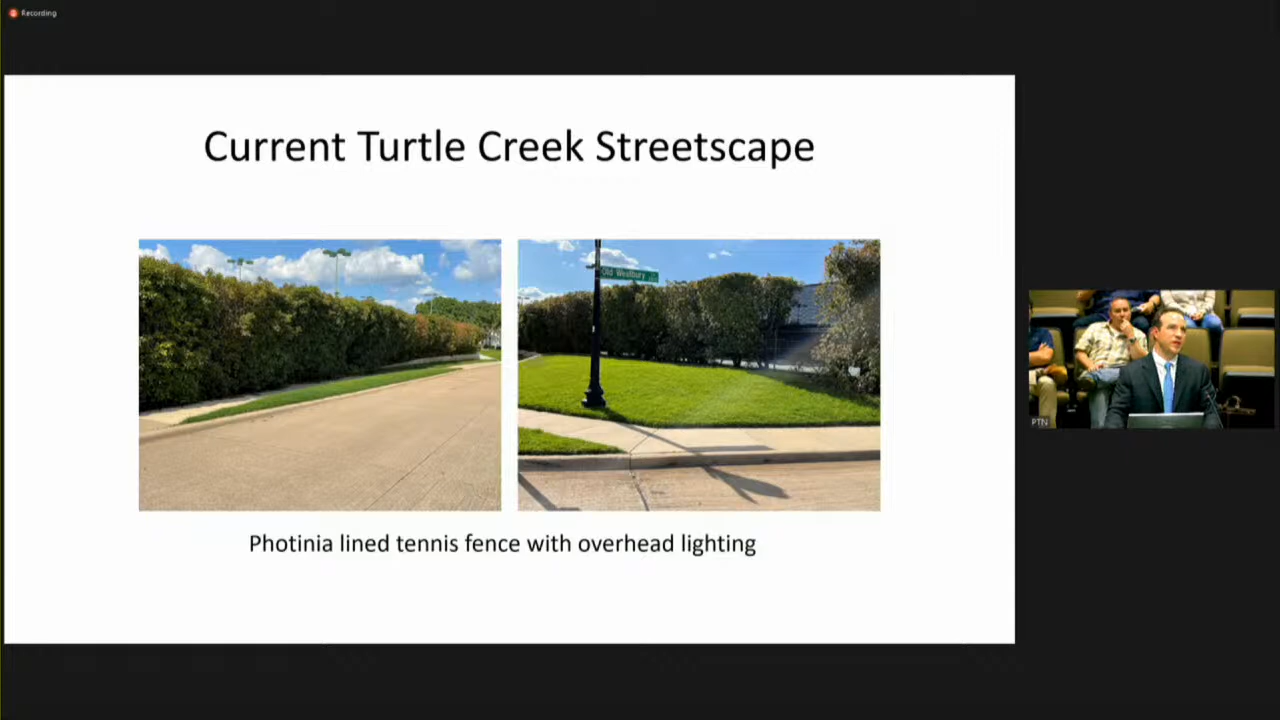 Recording
Current Turtle Creek Streetscape
Old Westbury
Photinia lined tennis fence with overhead lighting
PTN